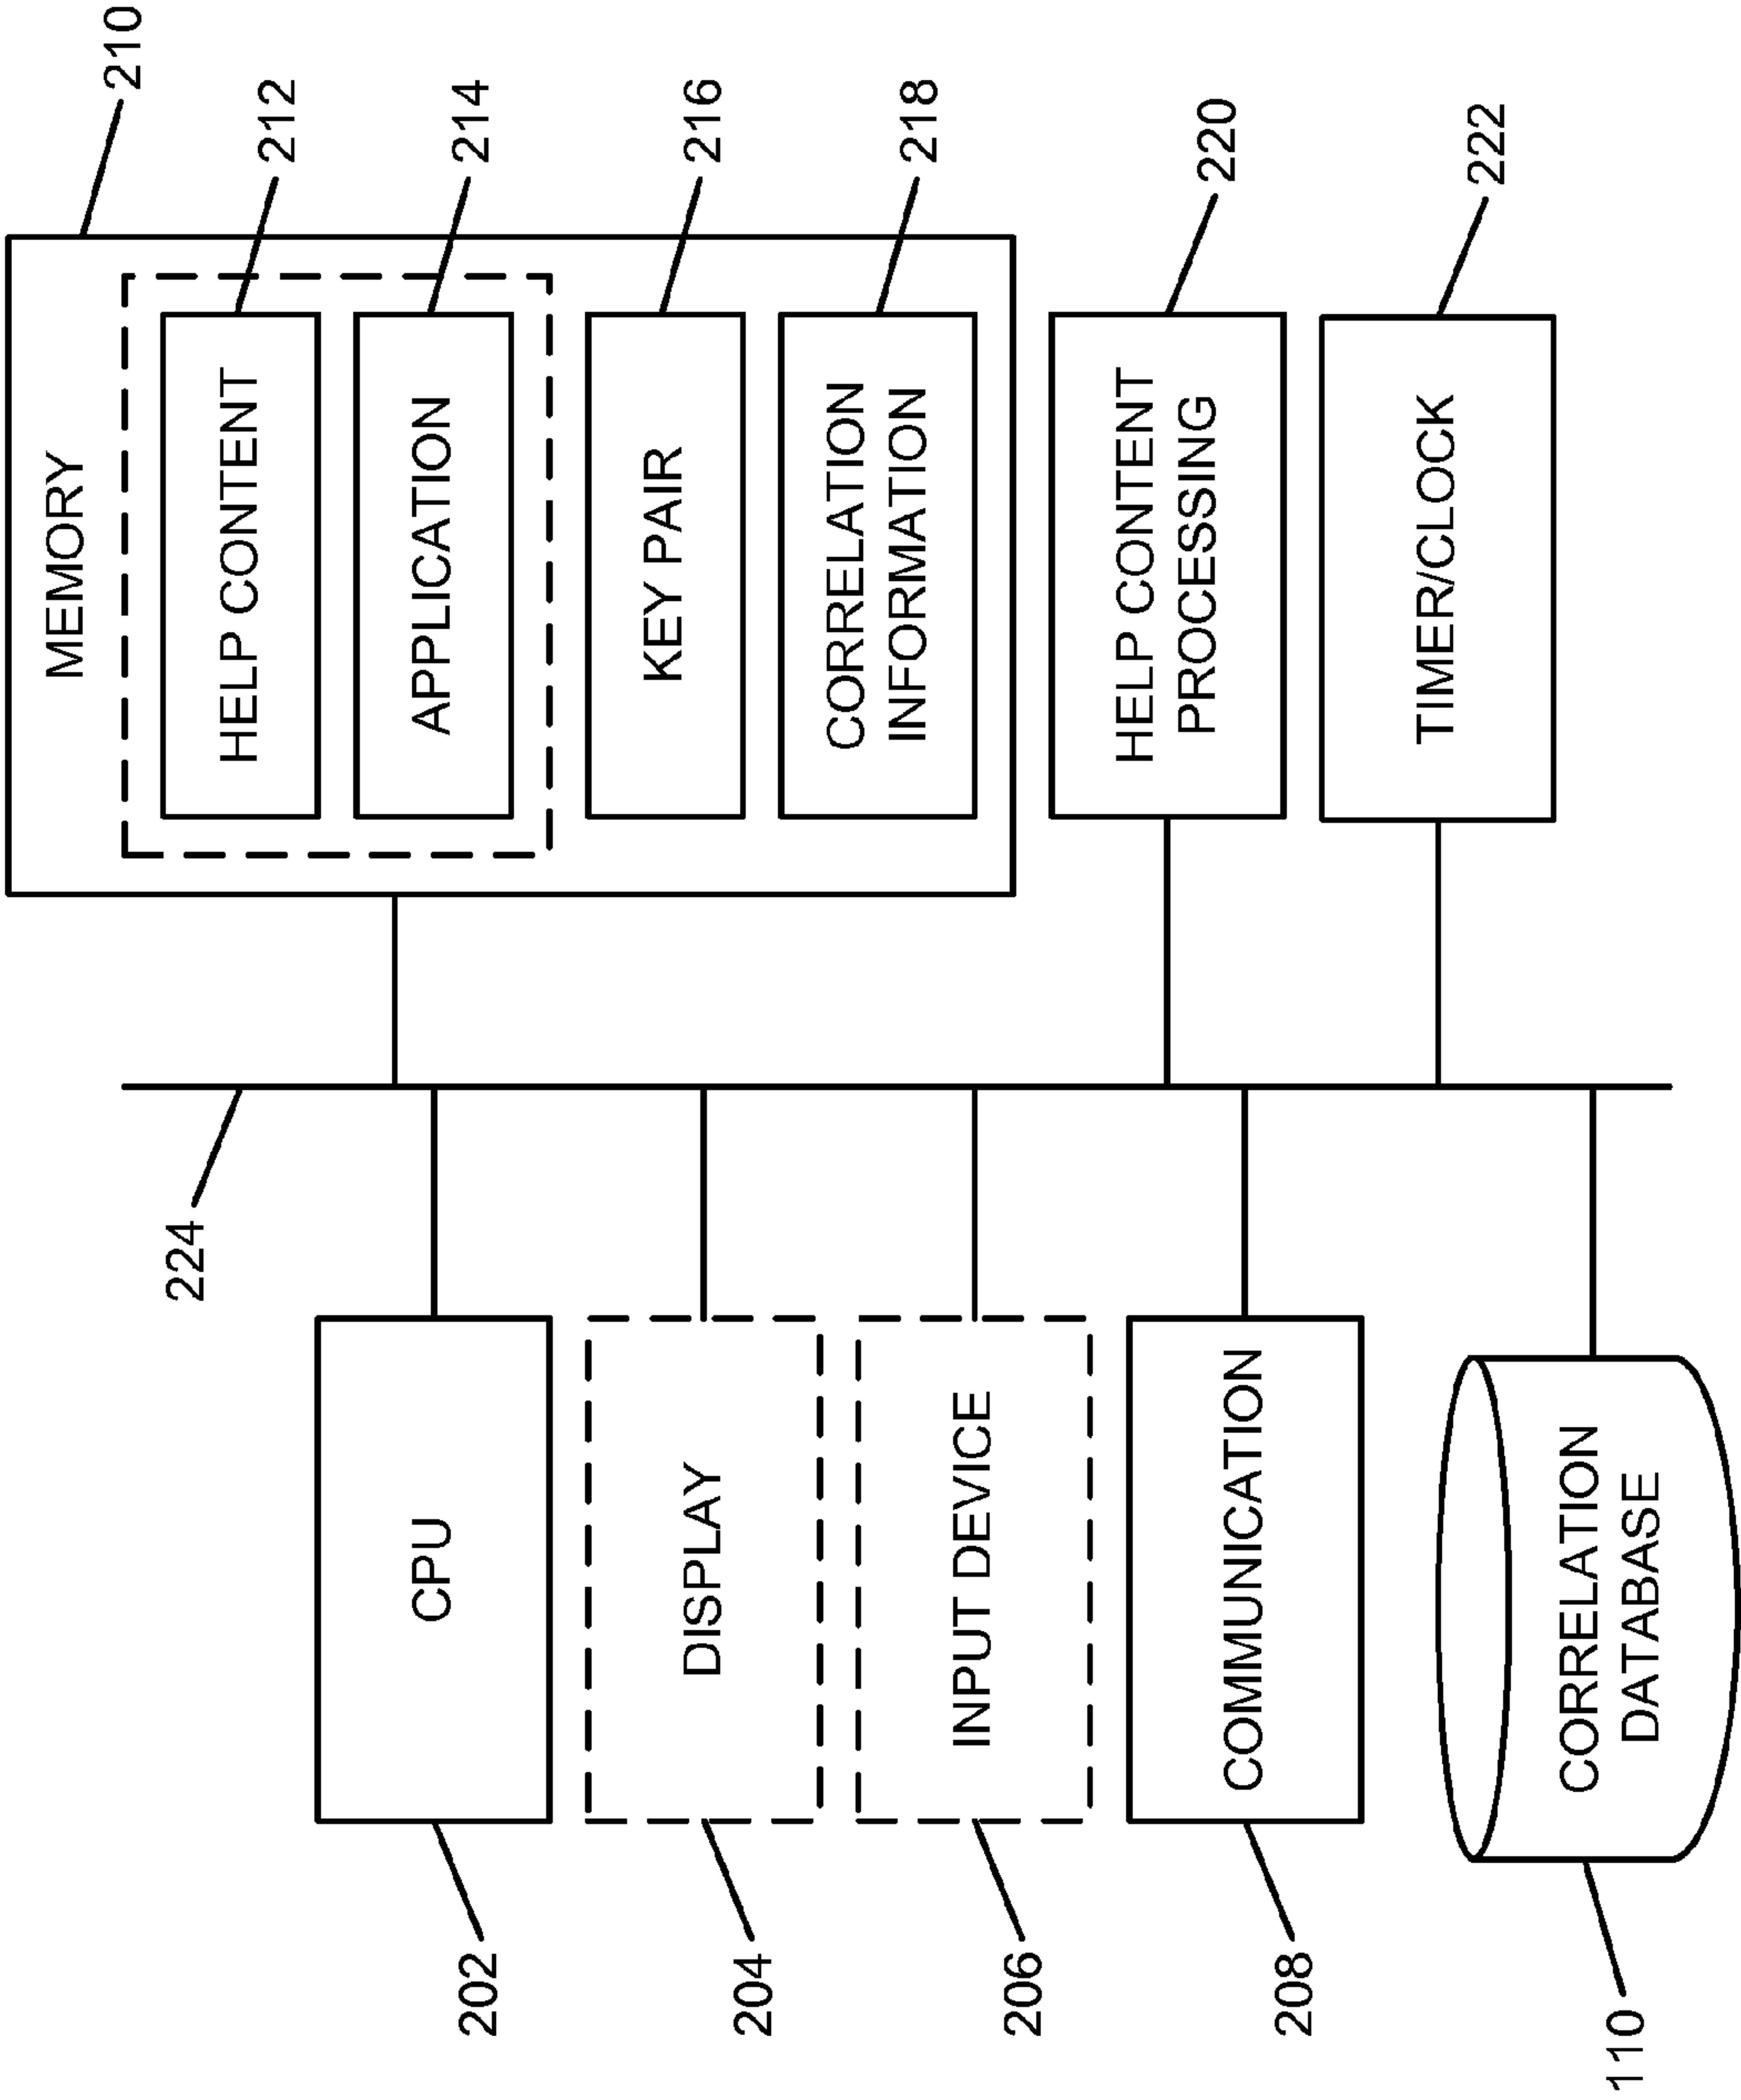 210
MEMORY
212
HELP CONTENT
214
APPLICATION
216
KEY PAIR
218
CORRELATION
INFORMATION
220
HELP CONTENT
PROCESSING
222
TIMER/CLOCK
224
202
CPU
204
DISPLAY
206
INPUT DEVICE
208
COMMUNICATION
110
CORRELATION
DATABASE